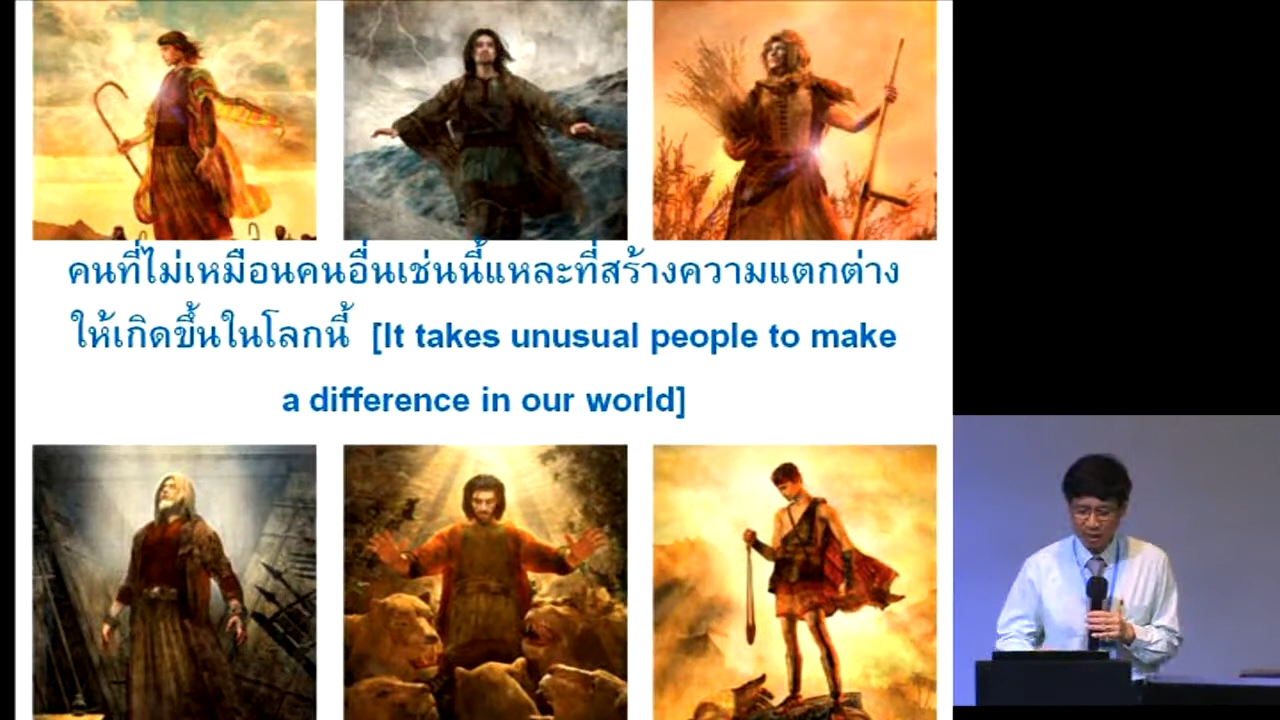 คนที่ไม่เหมือนคนอื่นเช่นนี้แหละที่สร้างความแตกต่าง
ให้เกิดขึ้นในโลกนี้ [It takes unusual people to make
a difference in our world]